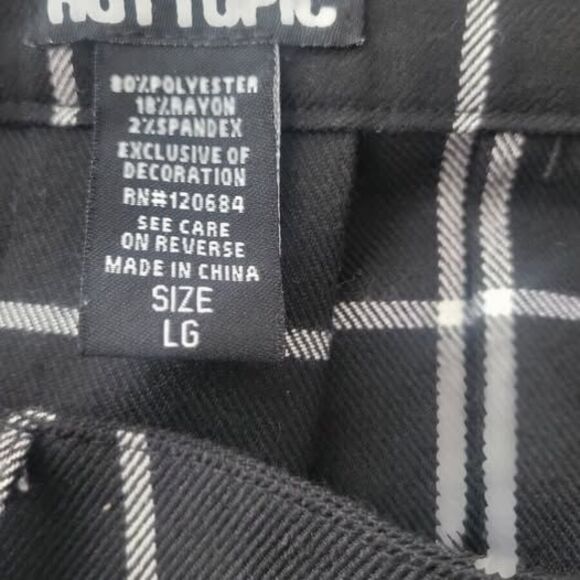 HOT TOPIC
80%POLYESTER
18%RAYON
2%SPANDEX
EXCLUSIVE OF
DECORATION
RN#120684
SEE CARE
ON REVERSE
MADE IN CHINA
SIZE
LG